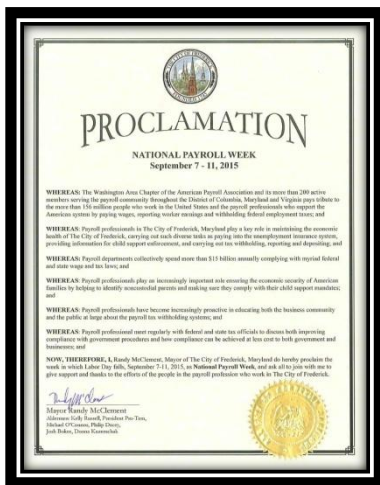 THE CITY OF FREDERICK
FOUNDED 1745
PROCLAMATION
NATIONAL PAYROLL WEEK
September 7 - 11, 2015
WHEREAS: The Washington Area Chapter of the American Payroll Association and its more than 200 active
members serving the payroll community throughout the District of Columbia, Maryland and Virginia pays tribute to
the more than 156 million people who work in the United States and the payroll professionals who support the
American system by paying wages, reporting worker earnings and withholding federal employment taxes; and
WHEREAS: Payroll professionals in The City of Frederick, Maryland play a key role in maintaining the economic
health of The City of Frederick, carrying out such diverse tasks as paying into the unemployment insurance system,
providing information for child support enforcement, and carrying out tax withholding, reporting and depositing; and
WHEREAS: Payroll departments collectively spend more than $15 billion annually complying with myriad federal
and state wage and tax laws; and
WHEREAS: Payroll professionals play an increasingly important role ensuring the economic security of American
families by helping to identify noncustodial parents and making sure they comply with their child support mandates;
and
WHEREAS: Payroll professionals have become increasingly proactive in educating both the business community
and the public at large about the payroll tax withholding systems; and
WHEREAS: Payroll professional meet regularly with federal and state tax officials to discuss both improving
compliance with government procedures and how compliance can be achieved at less cost to both government and
businesses; and
NOW, THEREFORE, I, Randy McClement, Mayor of The City of Frederick, Maryland do hereby proclaim the
week in which Labor Day falls, September 7-11, 2015, as National Payroll Week, and ask all to join with me to
give support and thanks to the efforts of the people in the payroll profession who work in The City of Frederick.
Mayor Randy McClement
Aldermen: Kelly Russell, President Pro-Tem,
Michael O'Connor, Philip Dacey,
Josh Bokee, Donna Kuzemchak